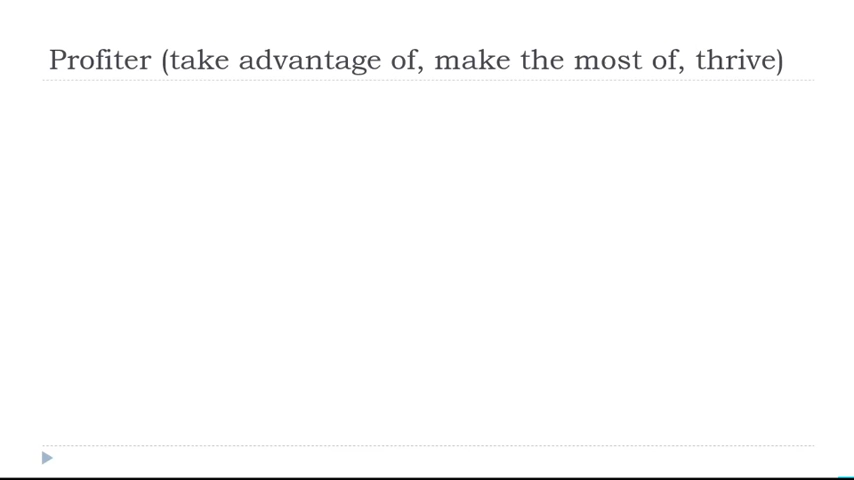 Profiter (take advantage of, make the most of, thrive)